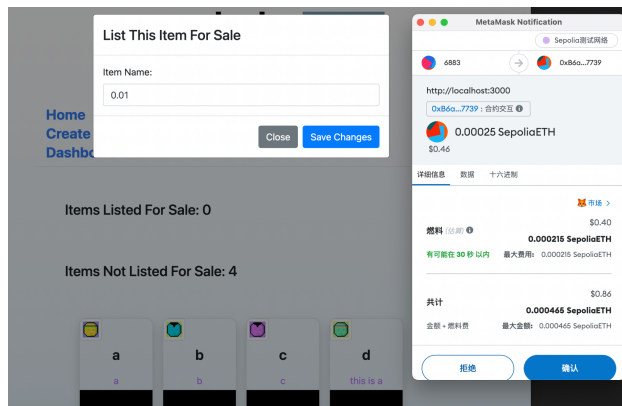 List This Item For Sale
Item Name:
0.01
Close
Save Changes
Home
Create
Dashbo
Items Listed For Sale: 0
Items Not Listed For Sale: 4
a
b
c
d
a
b
c
this is a
MetaMask Notification
Sepolia测试网络
6883
0xB6a...7739
http://localhost:3000
0xB6a...7739 : 合约交互
0.00025 SepoliaETH
$0.46
详细信息 数据 十六进制
市场 >
$0.40
燃料 (估算)
0.000215 SepoliaETH
有可能在 30 秒以内 最大费用: 0.000215 SepoliaETH
$0.86
共计
0.000465 SepoliaETH
金额 + 燃料费 最大金额: 0.000465 SepoliaETH
拒绝 确认